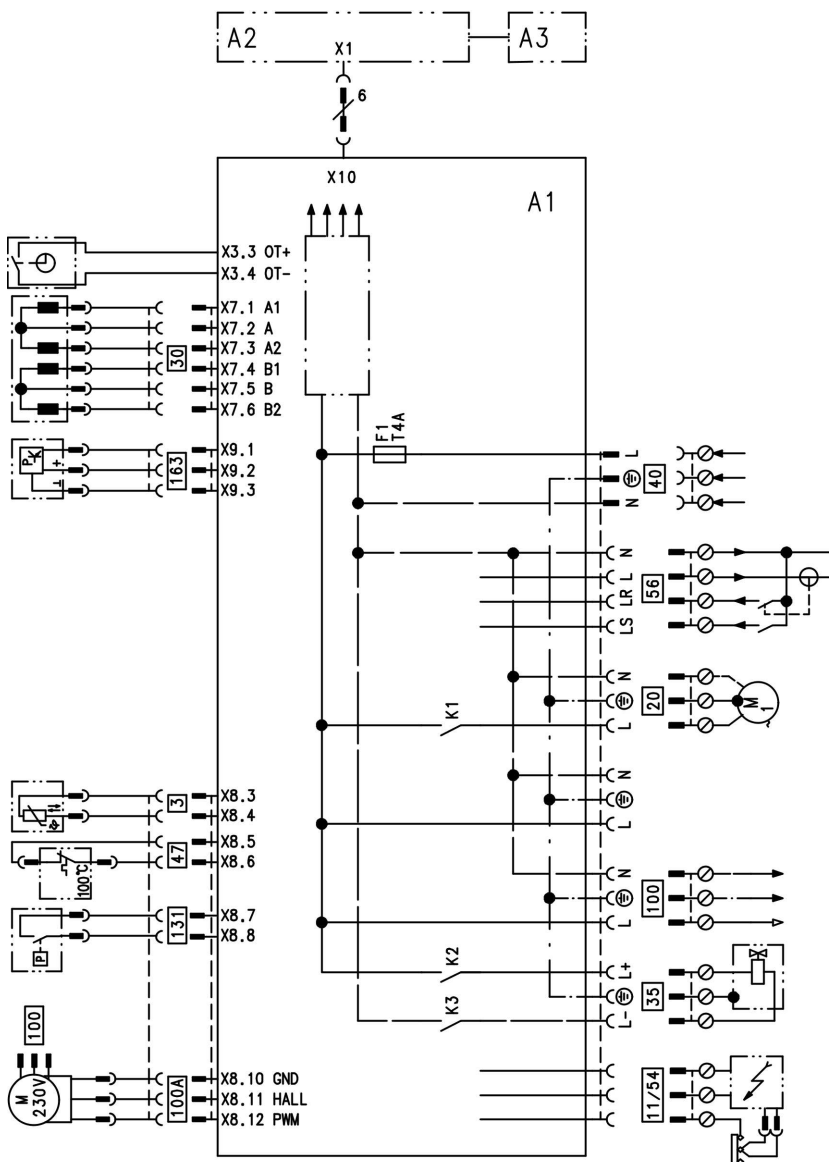 A2
X1
A3
6
X10
A1
X3.3 OT+
X3.4 OT-
X7.1 A1
X7.2 A
X7.3 A2
X7.4 B1
X7.5 B
X7.6 B2
30
X9.1
X9.2
X9.3
163
P
K
+
⊥
F1
T4A
L
N
40
N
L
LR
LS
56
N
L
20
M
1
~
K1
N
L
X8.3
X8.4
X8.5
X8.6
3
47
ϑ
100°C
X8.7
X8.8
131
P
N
L
100
K2
K3
L+
L-
35
100
M
230V
X8.10 GND
X8.11 HALL
X8.12 PWM
100A
11/54